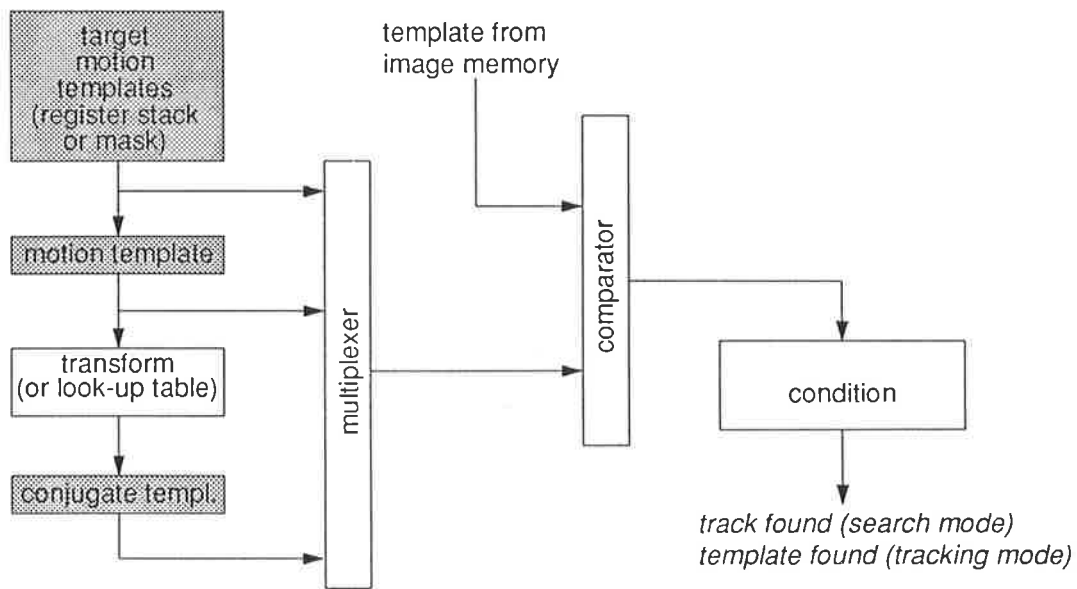 target
motion
templates
(register stack
or mask)
template from
image memory
motion template
transform
(or look-up table)
conjugate templ.
multiplexer
comparator
condition
track found (search mode)
template found (tracking mode)